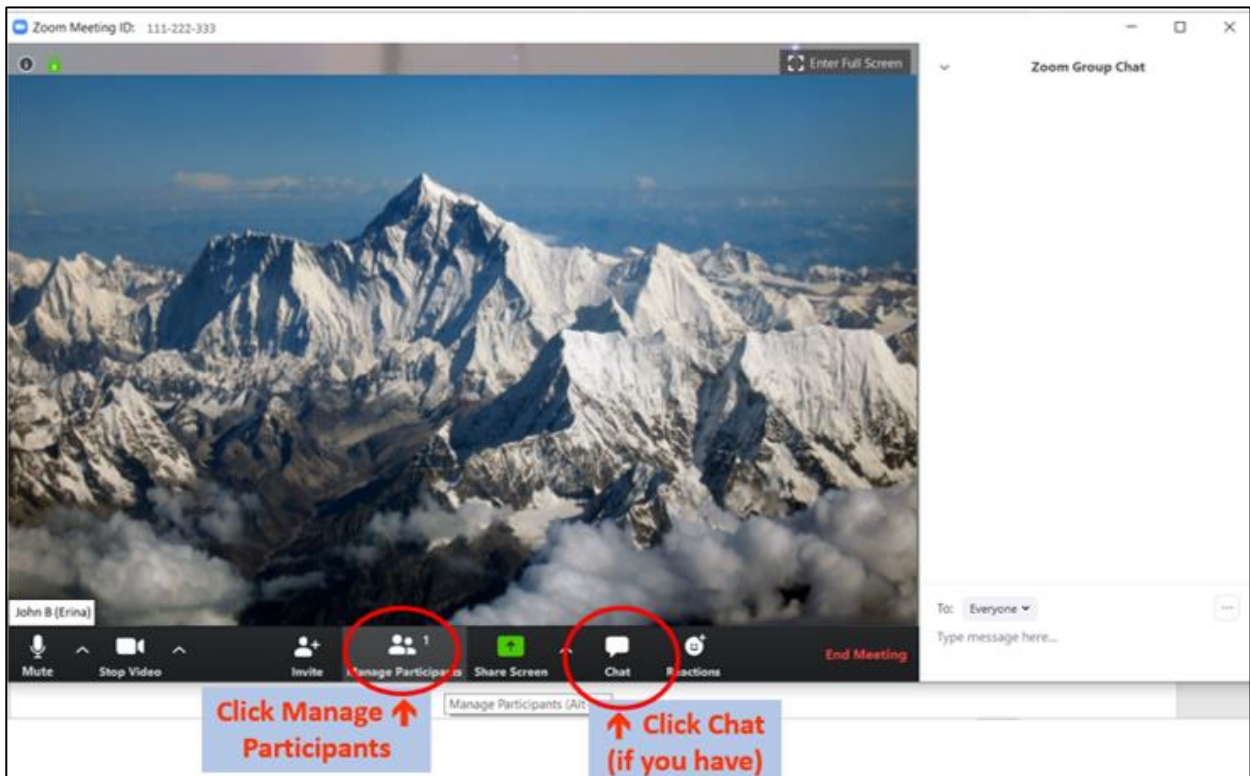 Zoom Meeting ID: 111-222-333
Enter Full Screen
Zoom Group Chat
John B (Erina)
To: Everyone
Type message here...
1
Mute
Stop Video
Invite
Manage Participants
Share Screen
Chat
Reactions
End Meeting
Manage Participants (Alt
Click Manage ↑
Participants
↑ Click Chat
(if you have)